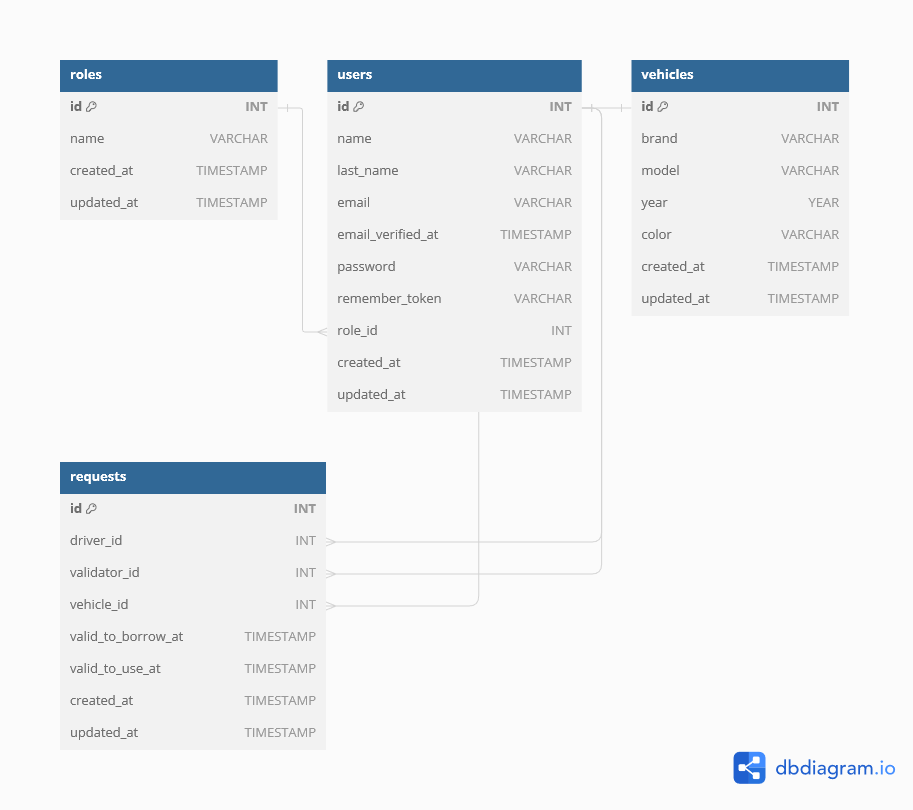 roles
id INT
name VARCHAR
created_at TIMESTAMP
updated_at TIMESTAMP
users
id INT
name VARCHAR
last_name VARCHAR
email VARCHAR
email_verified_at TIMESTAMP
password VARCHAR
remember_token VARCHAR
role_id INT
created_at TIMESTAMP
updated_at TIMESTAMP
vehicles
id INT
brand VARCHAR
model VARCHAR
year YEAR
color VARCHAR
created_at TIMESTAMP
updated_at TIMESTAMP
requests
id INT
driver_id INT
validator_id INT
vehicle_id INT
valid_to_borrow_at TIMESTAMP
valid_to_use_at TIMESTAMP
created_at TIMESTAMP
updated_at TIMESTAMP
dbdiagram.io